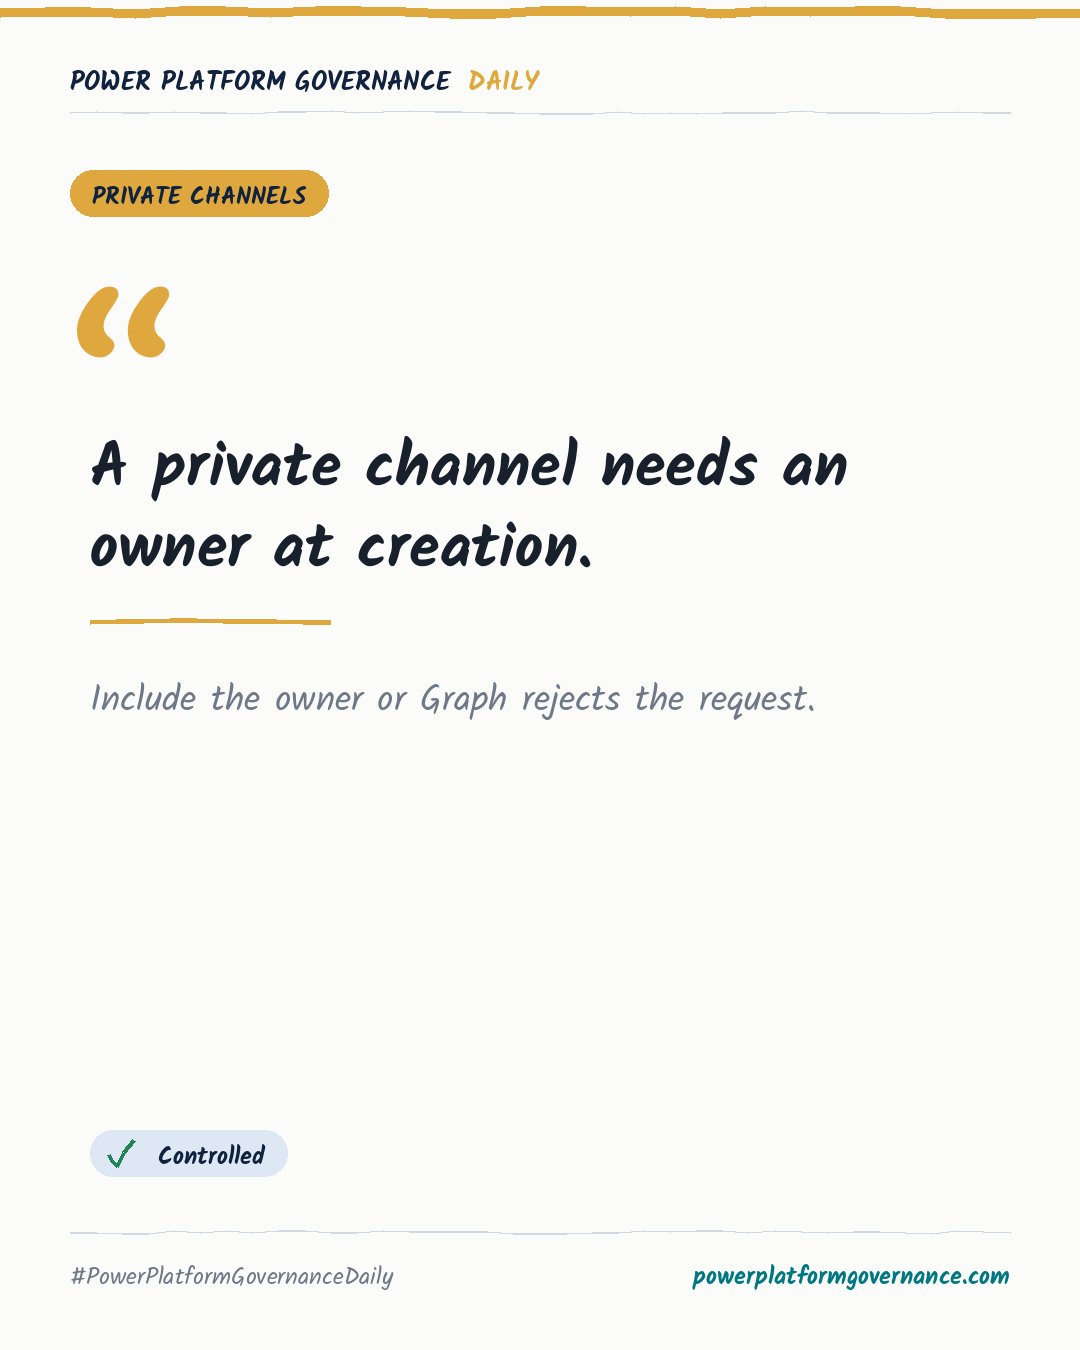 POWER PLATFORM GOVERNANCE DAILY
PRIVATE CHANNELS
“
A private channel needs an
owner at creation.
Include the owner or Graph rejects the request.
✓ Controlled
#PowerPlatformGovernanceDaily
powerplatformgovernance.com